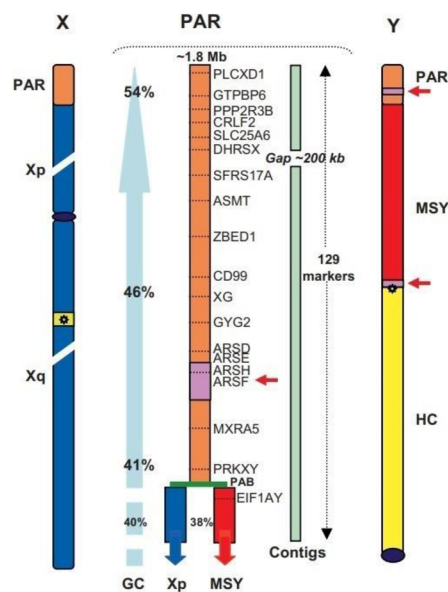 X
PAR
Y
~1.8 Mb
PAR
Xp
Xq
54%
46%
41%
40%
38%
GC
PLCXD1
GTPBP6
PPP2R3B
CRLF2
SLC25A6
DHRSX
SFRS17A
ASMT
ZBED1
CD99
XG
GYG2
ARSD
ARSE
ARSH
ARSF
MXRA5
PRKXY
PAB
EIF1AY
Xp
MSY
Gap ~200 kb
129
markers
Contigs
PAR
MSY
HC